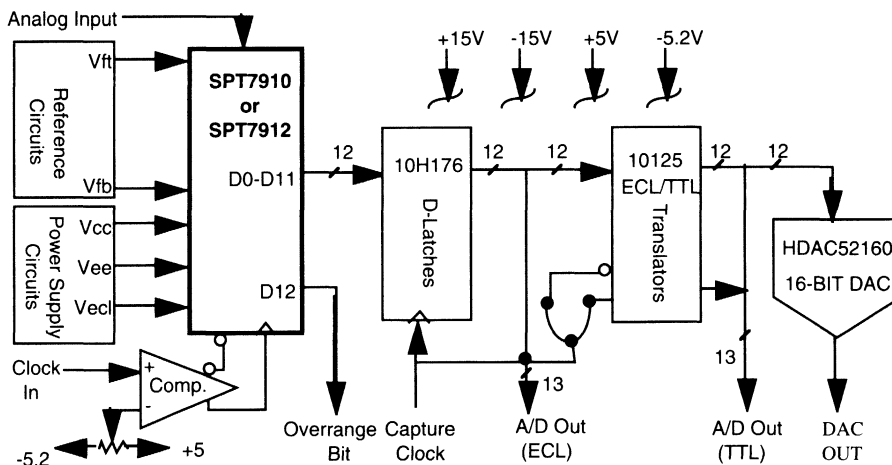 Analog Input
Reference
Circuits
Vft
Vfb
Power Supply
Circuits
Vcc
Vee
Vecl
SPT7910
or
SPT7912
D0-D11
D12
Clock
In
+
-
Comp.
-5.2
+5
Overrange
Bit
12
10H176
D-Latches
Capture
Clock
+15V
-15V
+5V
-5.2V
12
12
13
A/D Out
(ECL)
10125
ECL/TTL
Translators
12
12
13
A/D Out
(TTL)
HDAC52160
16-BIT DAC
DAC
OUT